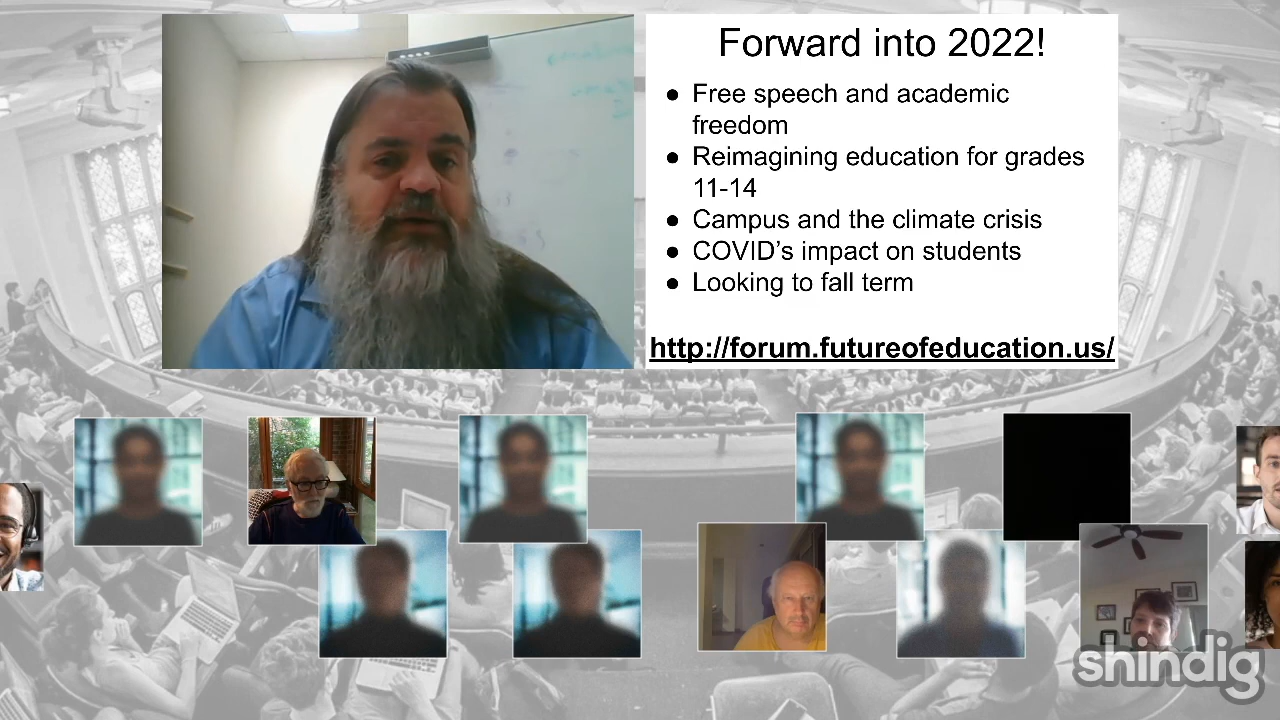 Forward into 2022!
● Free speech and academic
freedom
● Reimagining education for grades
11-14
● Campus and the climate crisis
● COVID's impact on students
● Looking to fall term
http://forum.futureofeducation.us/
shindig